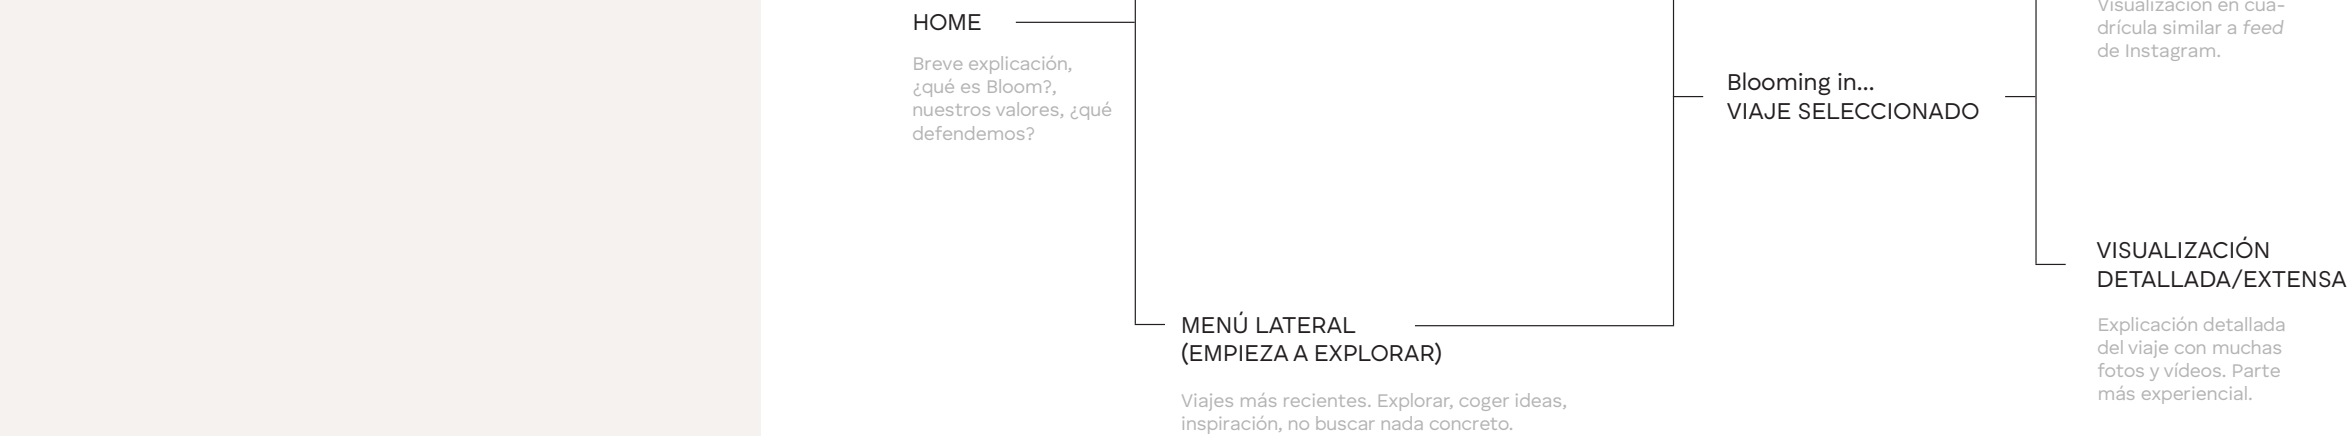 HOME
Breve explicación,
¿qué es Bloom?,
nuestros valores, ¿qué
defendemos?
MENÚ LATERAL
(EMPIEZA A EXPLORAR)
Viajes más recientes. Explorar, coger ideas,
inspiración, no buscar nada concreto.
Blooming in...
VIAJE SELECCIONADO
Visualización en cua-
drícula similar a feed
de Instagram.
VISUALIZACIÓN
DETALLADA/EXTENSA
Explicación detallada
del viaje con muchas
fotos y vídeos. Parte
más experiencial.